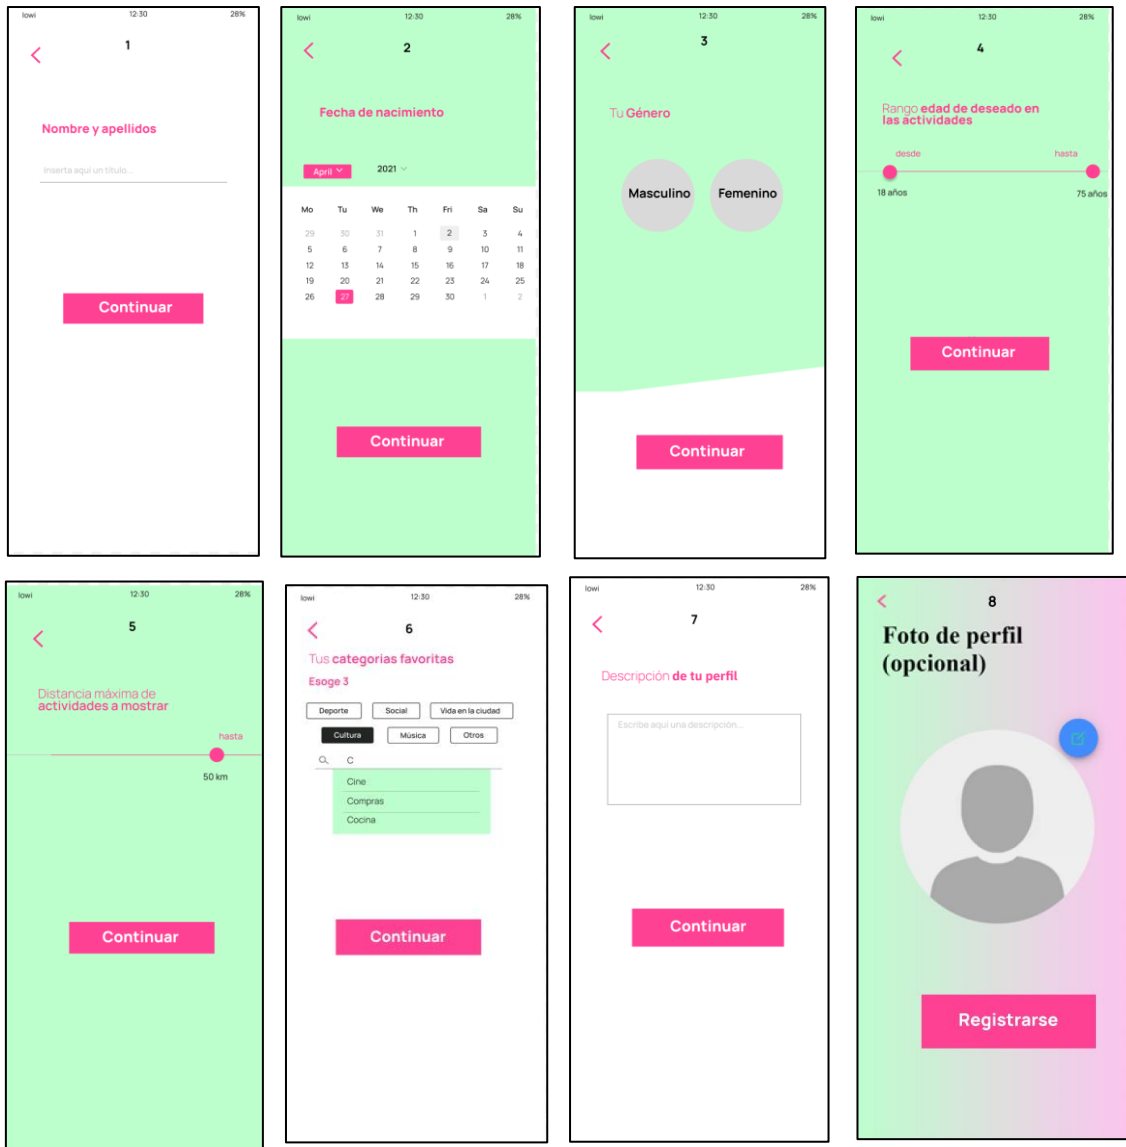 lowi 12:30 28%
1
Nombre y apellidos
Inserta aquí un título...
Continuar
lowi 12:30 28%
2
Fecha de nacimiento
April 2021
Mo Tu We Th Fri Sa Su
29 30 31 1 2 3 4
5 6 7 8 9 10 11
12 13 14 15 16 17 18
19 20 21 22 23 24 25
26 27 28 29 30 1 2
Continuar
lowi 12:30 28%
3
Tu Género
Masculino Femenino
Continuar
lowi 12:30 28%
4
Rango edad de deseado en
las actividades
desde hasta
18 años 75 años
Continuar
lowi 12:30 28%
5
Distancia máxima de
actividades a mostrar
hasta
50 km
Continuar
lowi 12:30 28%
6
Tus categorias favoritas
Esoge 3
Deporte Social Vida en la ciudad
Cultura Música Otros
C
Cine
Compras
Cocina
Continuar
lowi 12:30 28%
7
Descripción de tu perfil
Escribe aqui una descripción...
Continuar
8
Foto de perfil
(opcional)
Registrarse